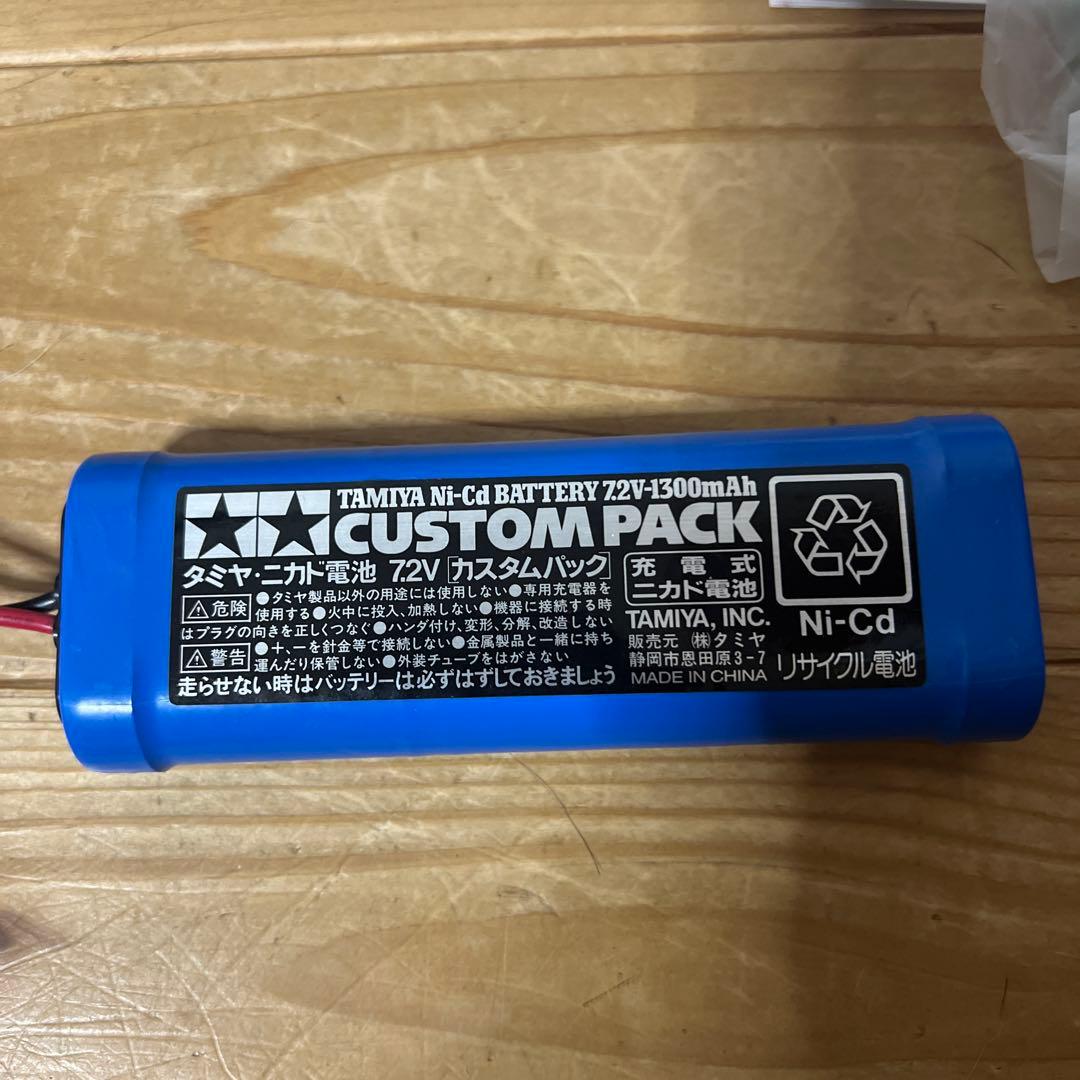 TAMIYA Ni-Cd BATTERY 7.2V-1300mAh
CUSTOM PACK
タミヤ・ニカド電池 7.2V [カスタムパック]
危険 ●タミヤ製品以外の用途には使用しない●専用充電器を
使用する●火中に投入、加熱しない●機器に接続する時
はプラグの向きを正しくつなぐ●ハンダ付け、変形、分解、改造しない
警告 ●＋、－を針金等で接続しない●金属製品と一緒に持ち
運んだり保管しない●外装チューブをはがさない
走らせない時はバッテリーは必ずはずしておきましょう
充電式
ニカド電池
TAMIYA, INC.
販売元 ㈱タミヤ
静岡市恩田原3-7
MADE IN CHINA
Ni-Cd
リサイクル電池